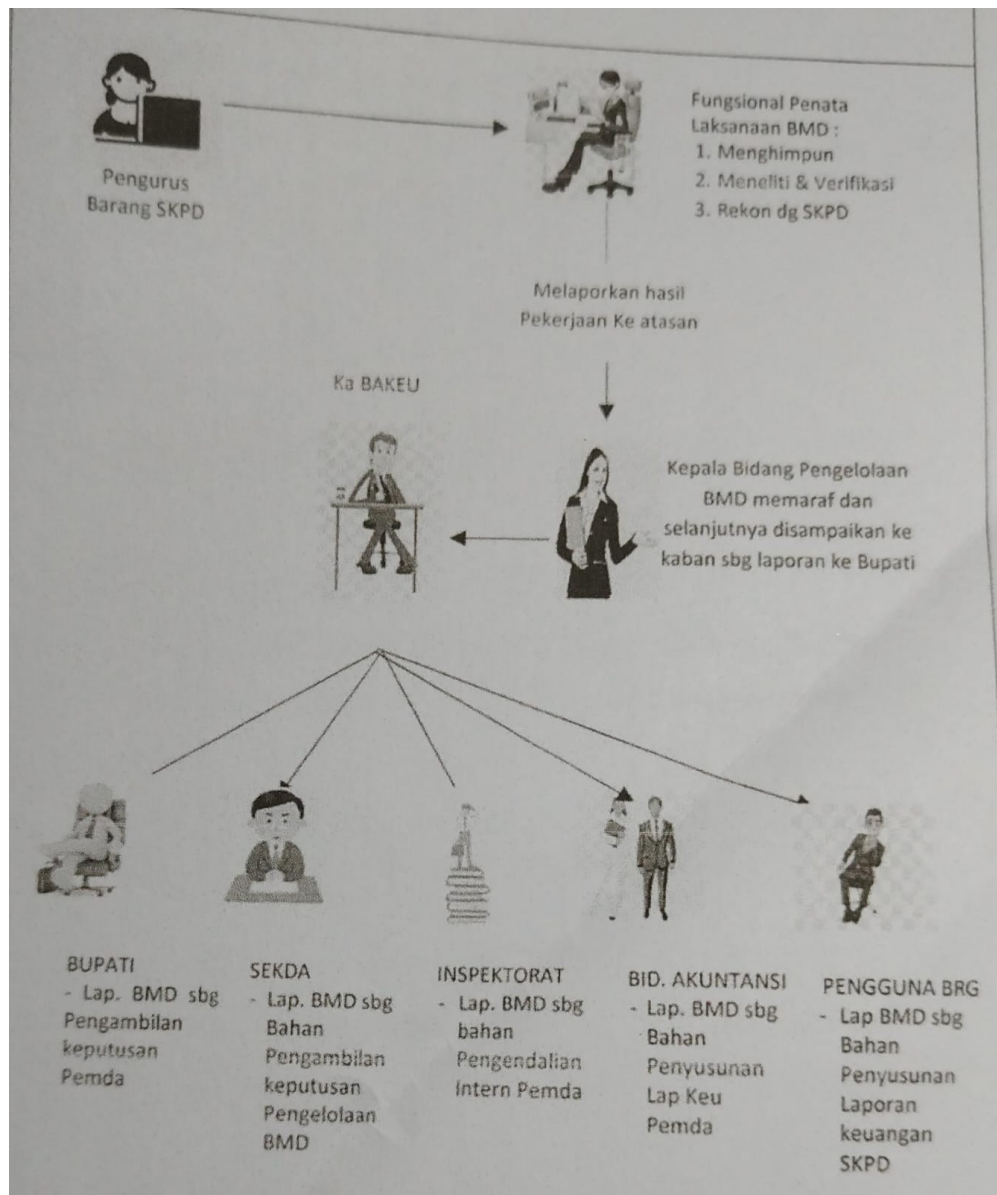 Pengurus
Barang SKPD
Fungsional Penata
Laksanaan BMD :
1. Menghimpun
2. Meneliti & Verifikasi
3. Rekon dg SKPD
Melaporkan hasil
Pekerjaan Ke atasan
Ka BAKEU
Kepala Bidang Pengelolaan
BMD memaraf dan
selanjutnya disampaikan ke
kaban sbg laporan ke Bupati
BUPATI
- Lap. BMD sbg
Pengambilan
keputusan
Pemda
SEKDA
- Lap. BMD sbg
Bahan
Pengambilan
keputusan
Pengelolaan
BMD
INSPEKTORAT
- Lap. BMD sbg
bahan
Pengendalian
Intern Pemda
BID. AKUNTANSI
- Lap. BMD sbg
Bahan
Penyusunan
Lap Keu
Pemda
PENGGUNA BRG
- Lap BMD sbg
Bahan
Penyusunan
Laporan
keuangan
SKPD